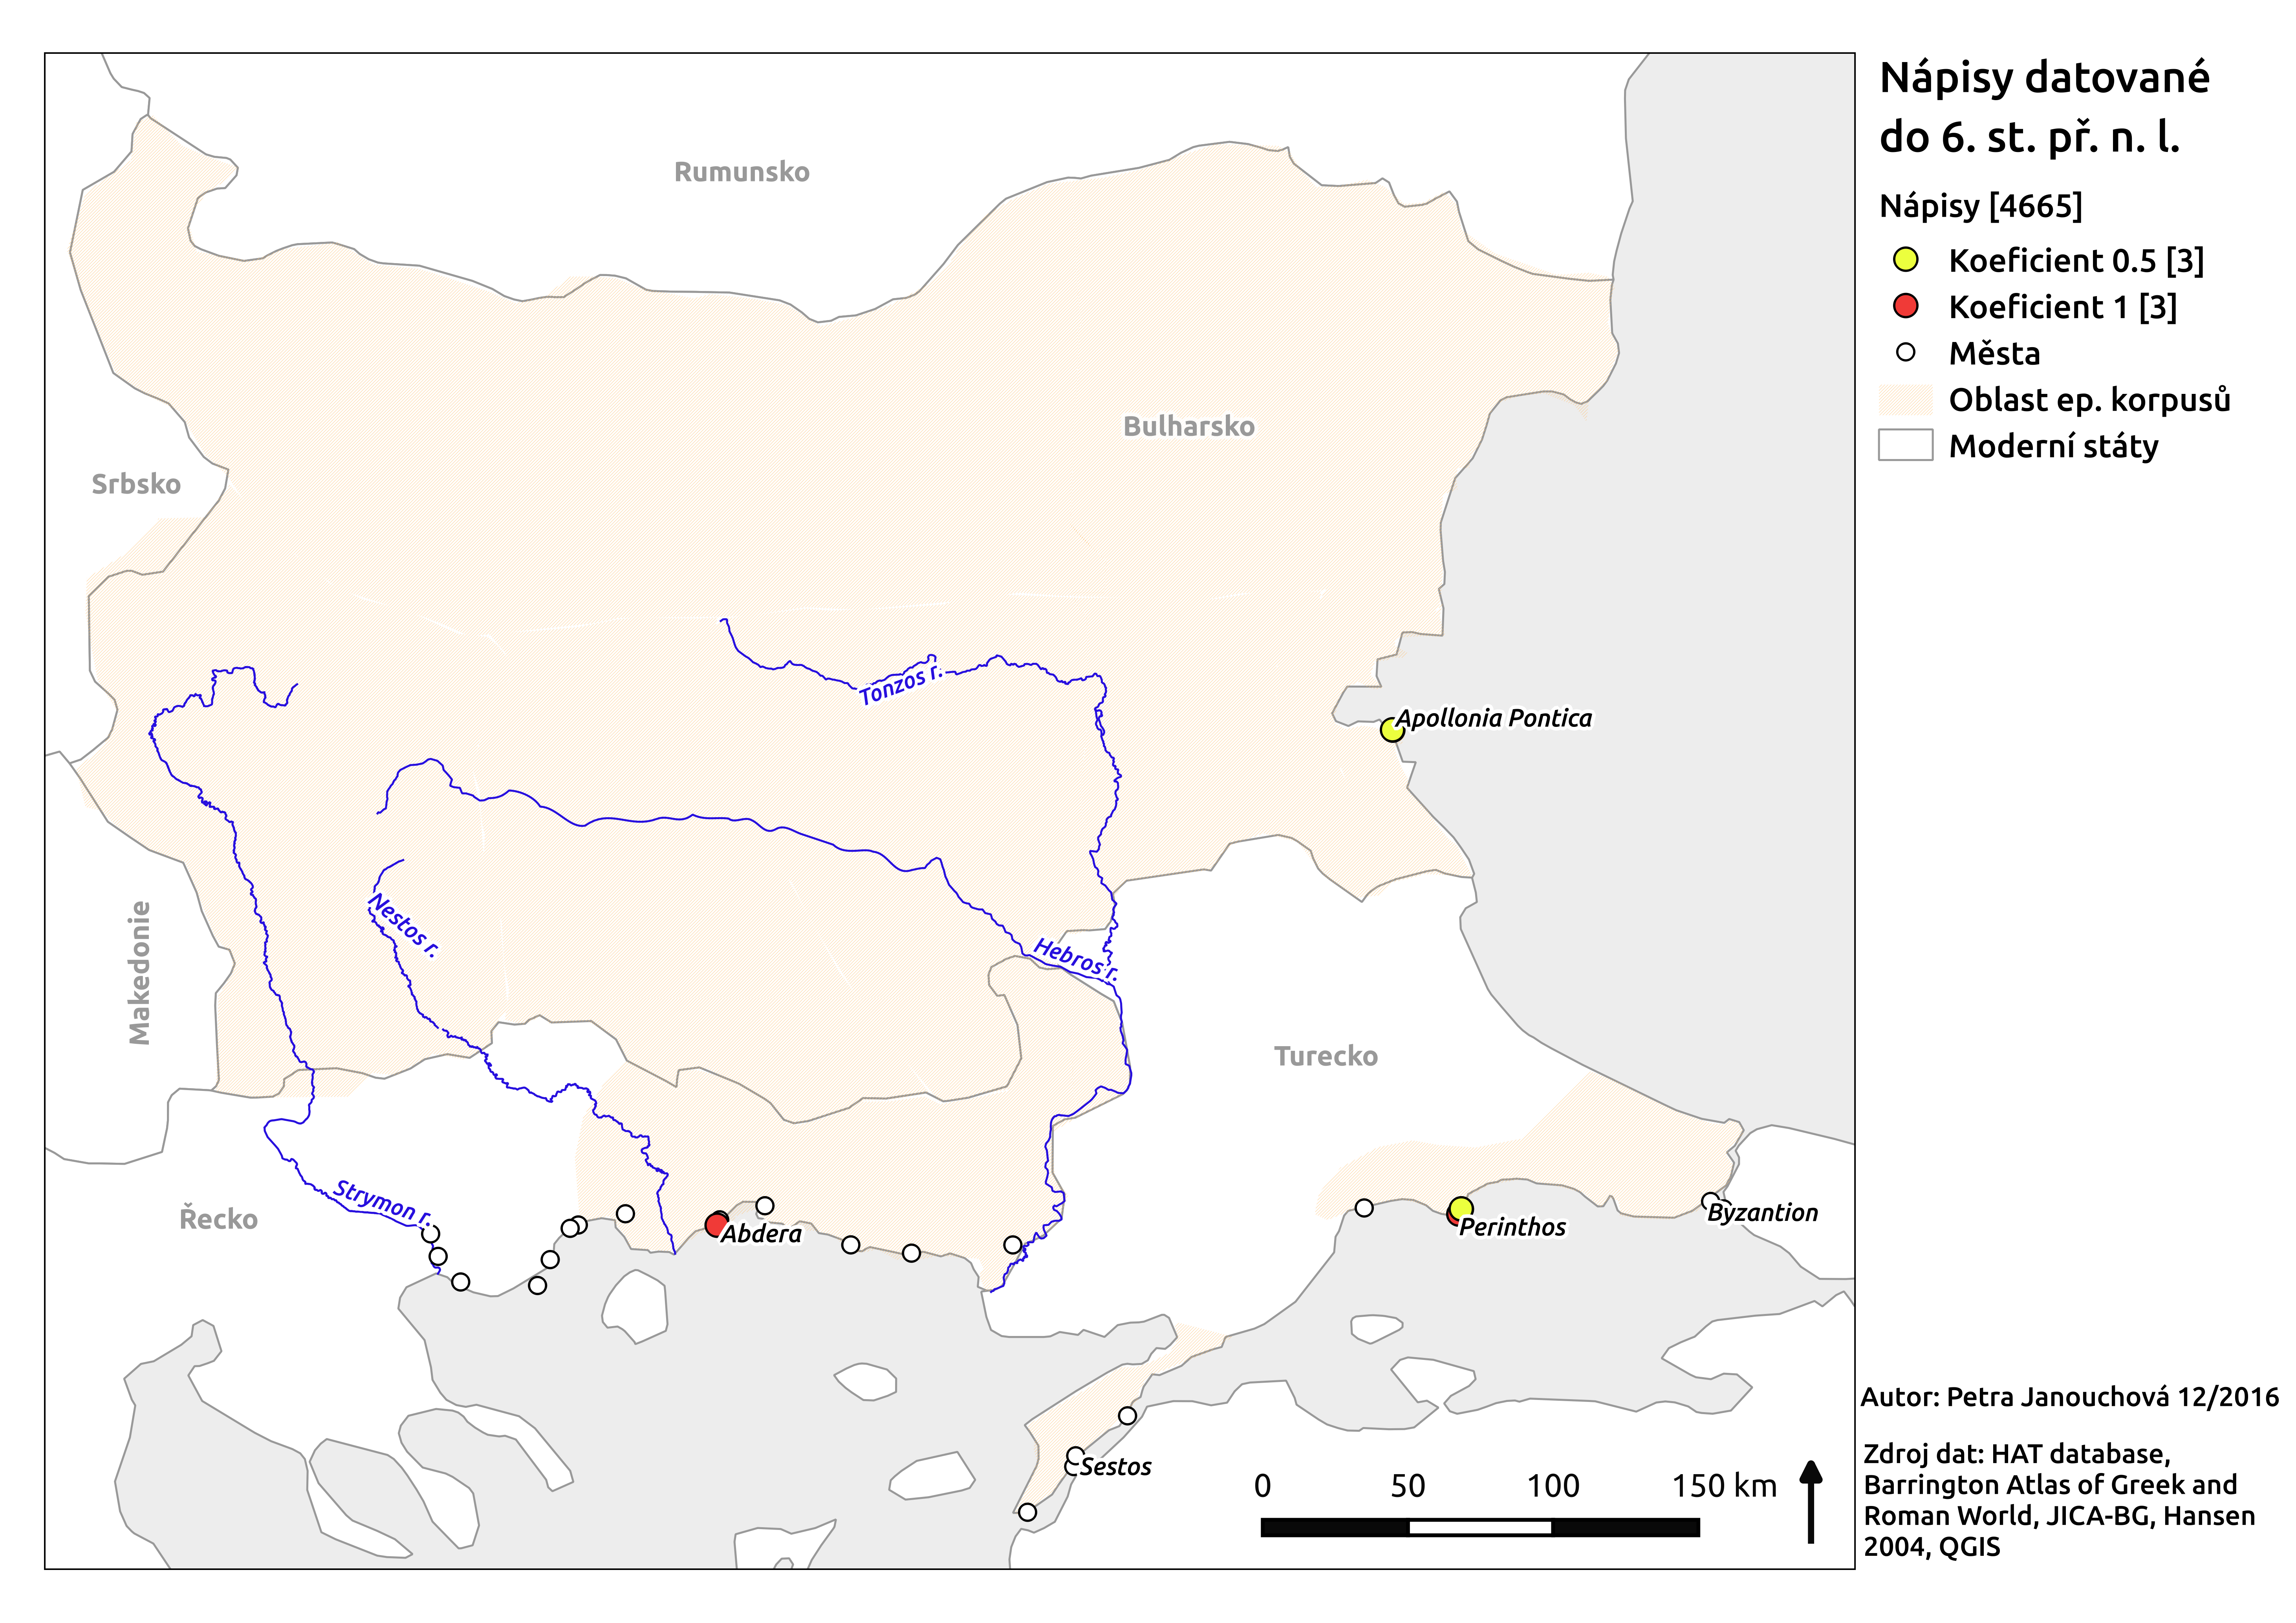 Nápisy datované
do 6. st. př. n. l.
Nápisy [4665]
Koeficient 0.5 [3]
Koeficient 1 [3]
Města
Oblast ep. korpusů
Moderní státy
Rumunsko
Bulharsko
Srbsko
Tonzos r.
Apollonia Pontica
Nestos r.
Makedonie
Hebros r.
Turecko
Strymon r.
Řecko
Abdera
Perinthos
Byzantion
Sestos
0 50 100 150 km
Autor: Petra Janouchová 12/2016
Zdroj dat: HAT database,
Barrington Atlas of Greek and
Roman World, JICA-BG, Hansen
2004, QGIS